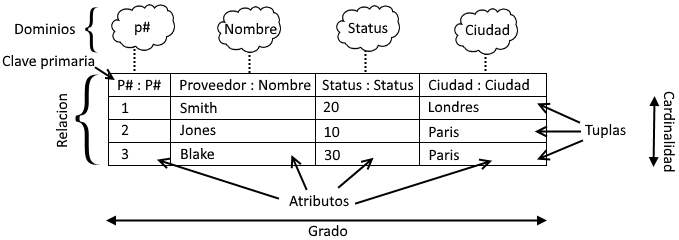 Dominios
p#
Nombre
Status
Ciudad
Clave primaria
P# : P# Proveedor : Nombre Status : Status Ciudad : Ciudad
1 Smith 20 Londres
2 Jones 10 Paris
3 Blake 30 Paris
Relacion
Tuplas
Cardinalidad
Atributos
Grado